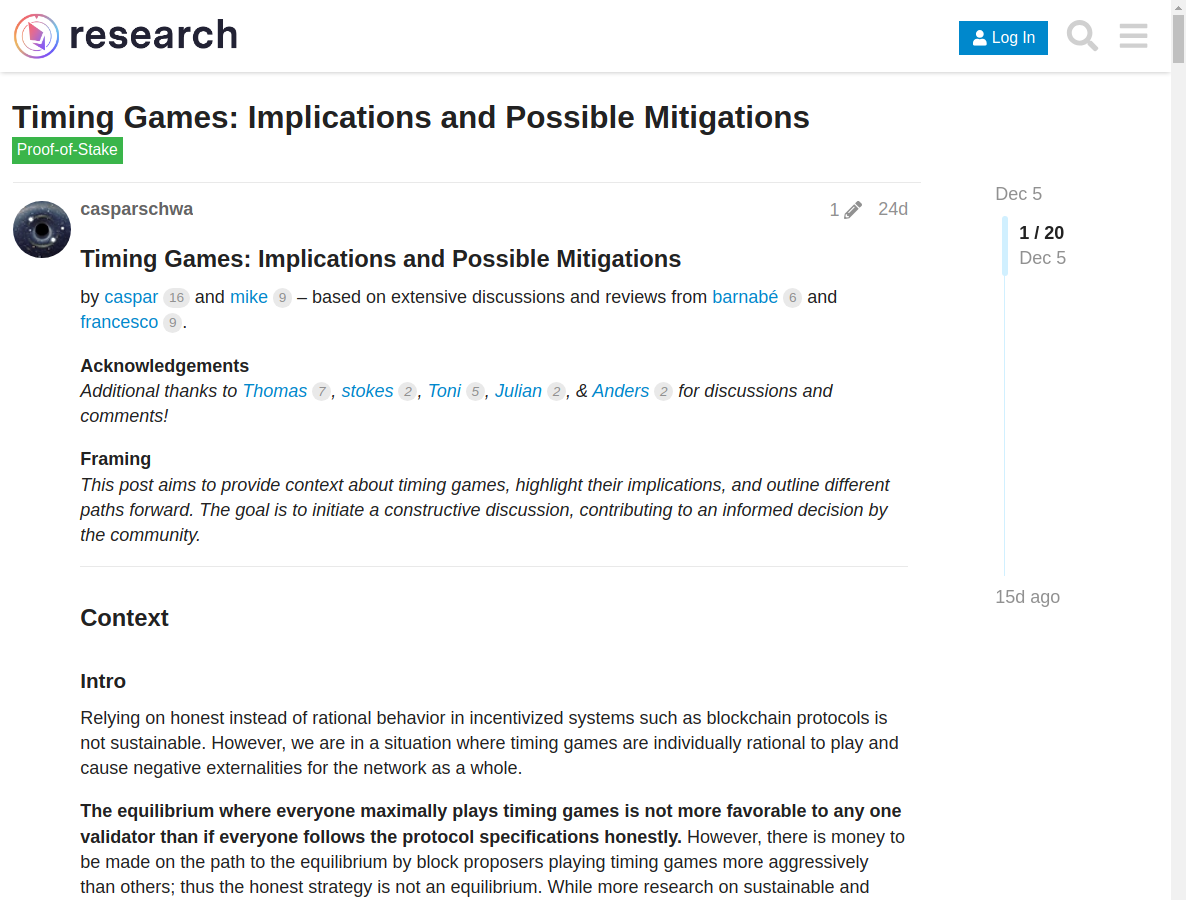 research
Log In
Timing Games: Implications and Possible Mitigations
Proof-of-Stake
casparschwa
1
24d
Timing Games: Implications and Possible Mitigations
by caspar 16 and mike 9 – based on extensive discussions and reviews from barnabé 6 and
francesco 9.
Acknowledgements
Additional thanks to Thomas 7, stokes 2, Toni 5, Julian 2, & Anders 2 for discussions and
comments!
Framing
This post aims to provide context about timing games, highlight their implications, and outline different
paths forward. The goal is to initiate a constructive discussion, contributing to an informed decision by
the community.
Context
Intro
Relying on honest instead of rational behavior in incentivized systems such as blockchain protocols is
not sustainable. However, we are in a situation where timing games are individually rational to play and
cause negative externalities for the network as a whole.
The equilibrium where everyone maximally plays timing games is not more favorable to any one
validator than if everyone follows the protocol specifications honestly. However, there is money to
be made on the path to the equilibrium by block proposers playing timing games more aggressively
than others; thus the honest strategy is not an equilibrium. While more research on sustainable and
Dec 5
1 / 20
Dec 5
15d ago